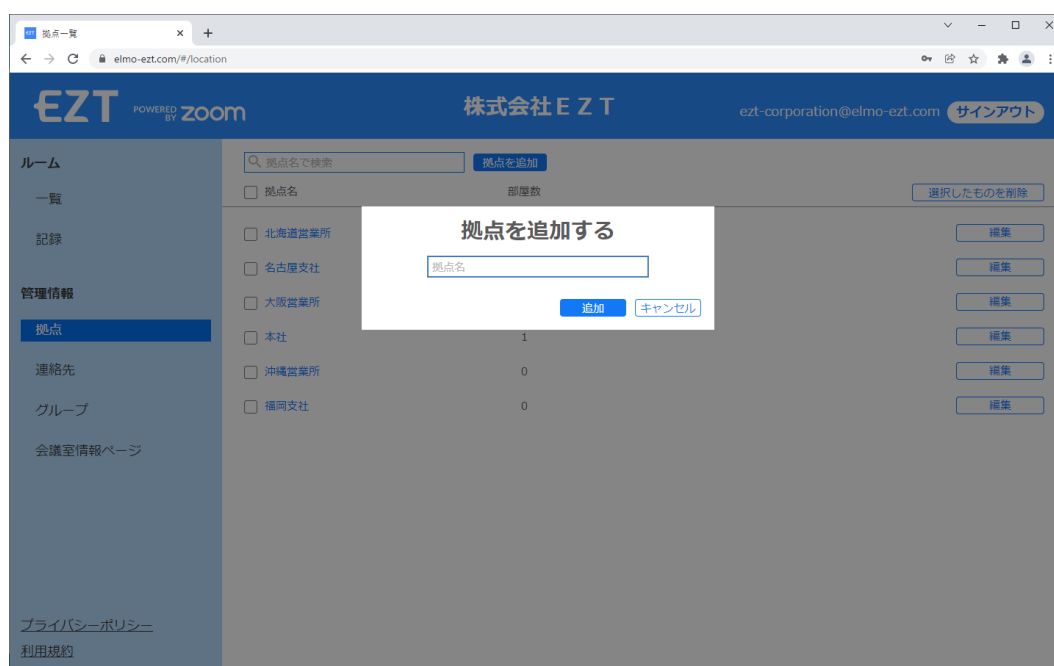 拠点一覧
elmo-ezt.com/#/location
EZT POWERED BY zoom
株式会社ＥＺＴ
ezt-corporation@elmo-ezt.com サインアウト
ルーム
一覧
記録
管理情報
拠点
連絡先
グループ
会議室情報ページ
プライバシーポリシー
利用規約
拠点名で検索 拠点を追加
拠点名 部屋数 選択したものを削除
北海道営業所 編集
名古屋支社 編集
大阪営業所 編集
本社 1 編集
沖縄営業所 0 編集
福岡支社 0 編集
拠点を追加する
拠点名
追加 キャンセル